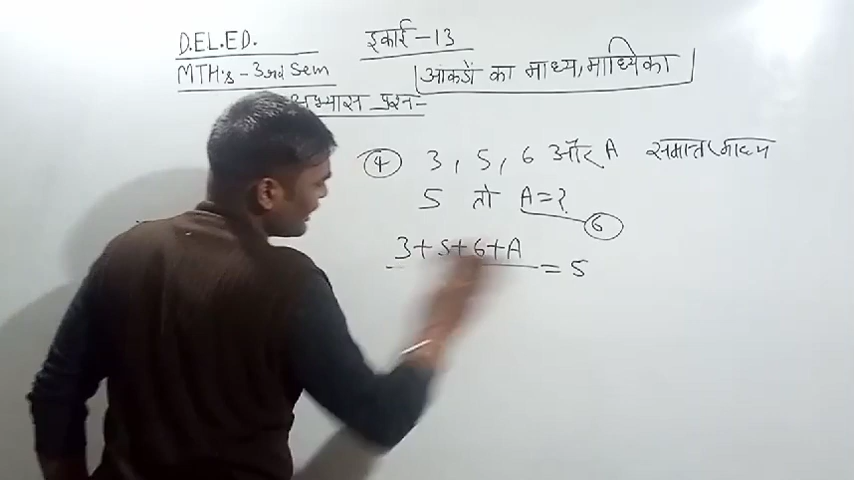 D.EL.ED. इकाई -13
MTH's - 3rd Sem आंकडों का माध्य, माध्यिका
अभ्यास प्रश्न=
④ 3, 5, 6 और A समान्तर माध्य
5 तो A=? ⑥
3+5+6+A = 5